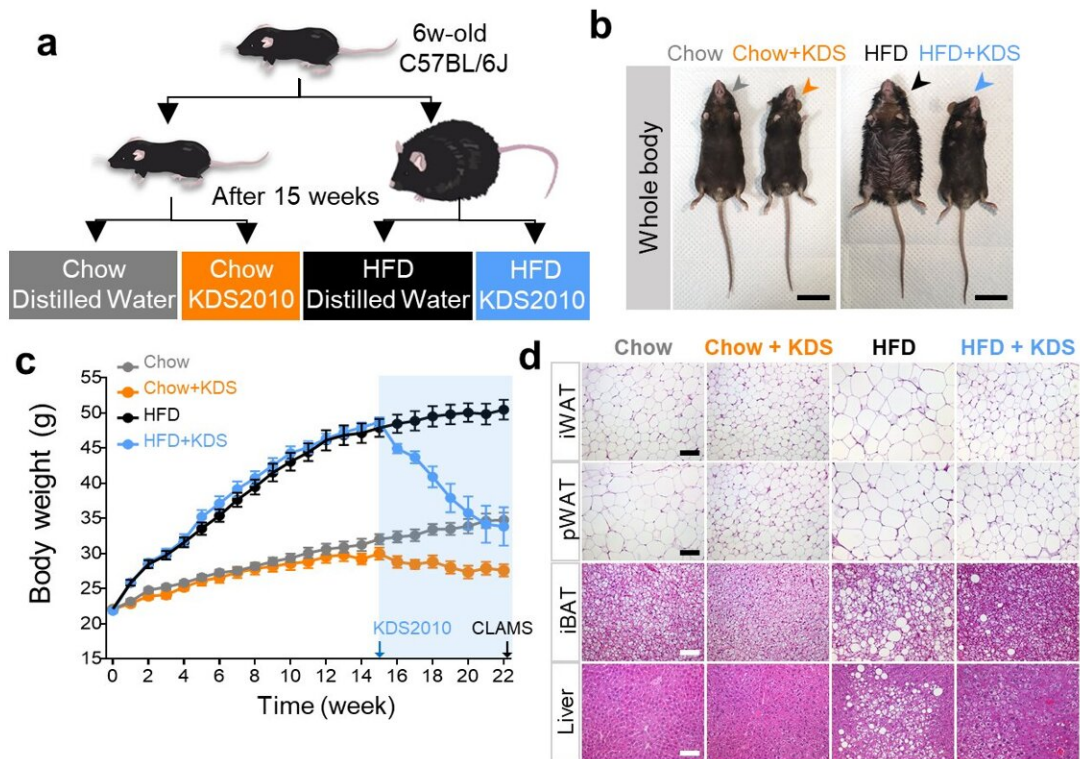 a
6w-old
C57BL/6J
After 15 weeks
Chow
Distilled Water
Chow
KDS2010
HFD
Distilled Water
HFD
KDS2010
b
Chow Chow+KDS HFD HFD+KDS
Whole body
c
Chow
Chow+KDS
HFD
HFD+KDS
Body weight (g)
55
50
45
40
35
30
25
20
15
KDS2010
CLAMS
0 2 4 6 8 10 12 14 16 18 20 22
Time (week)
d
Chow Chow + KDS HFD HFD + KDS
iWAT
pWAT
iBAT
Liver